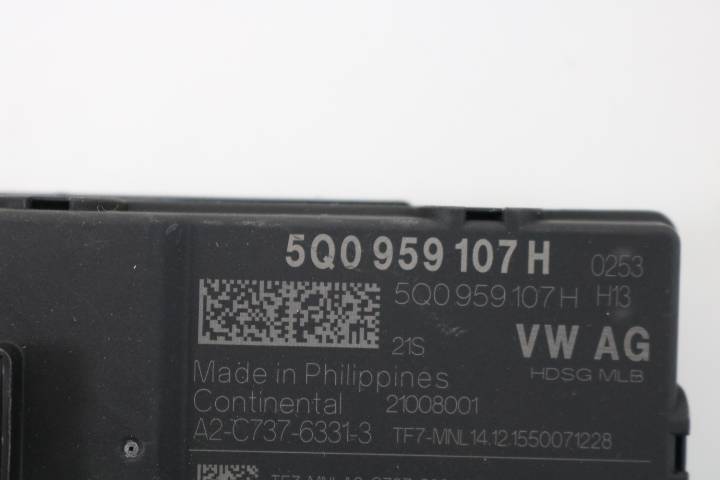 5Q0 959 107 H 0253
5Q0 959 107 H H13
21S VW AG
HDSG MLB
Made in Philippines
Continental 21008001
A2-C737-6331-3 TF7-MNL14.12.1550071228